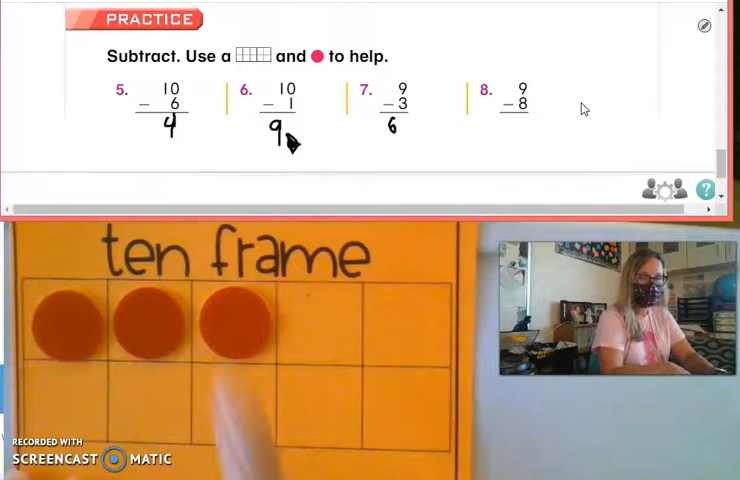 PRACTICE
Subtract. Use a and to help.
5. 6. 7. 8.
10 10 9 9
− 6 − 1 − 3 − 8
4 9 6
?
ten frame
RECORDED WITH
SCREENCAST MATIC